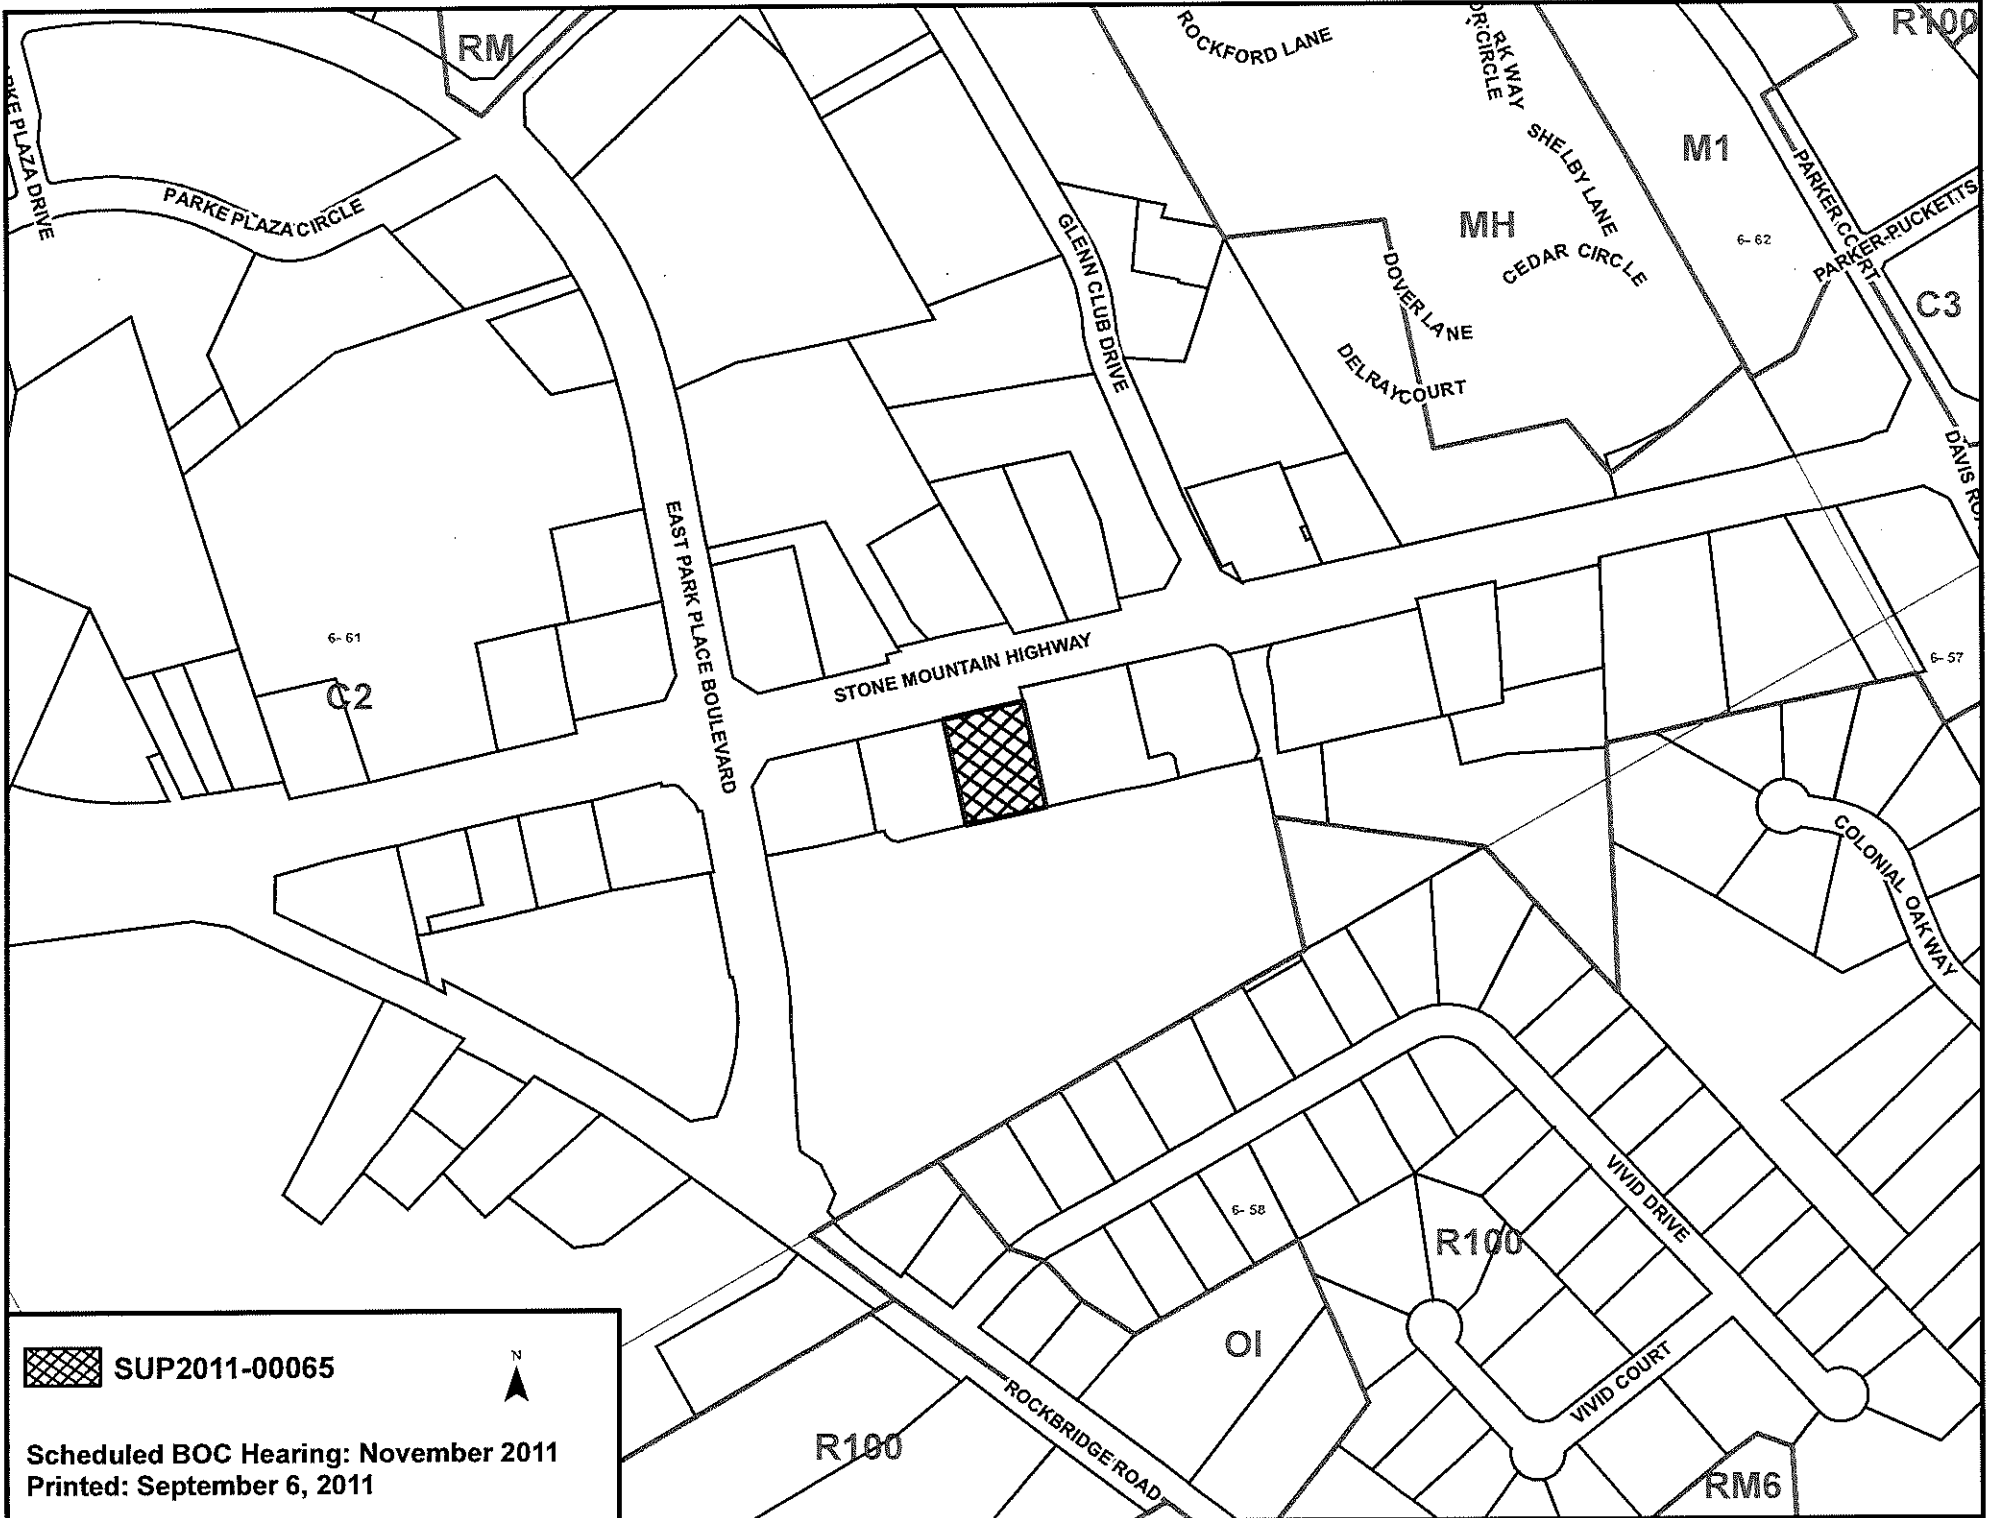 RM
R100
ROCKFORD LANE
RK WAY
CIRCLE
SHELBY LANE
M1
PARKE PLAZA CIRCLE
PLAZA DRIVE
GLENN CLUB DRIVE
MH
CEDAR CIRCLE
6-62
PARKER COURT
PARKER-PUCKETTS
C3
DOVER LANE
DELRAY COURT
DAVIS
EAST PARK PLACE BOULEVARD
6-61
C2
STONE MOUNTAIN HIGHWAY
6-57
COLONIAL OAK WAY
VIVID DRIVE
6-58
R100
OI
VIVID COURT
ROCKBRIDGE ROAD
R100
RM6
SUP2011-00065
N
Scheduled BOC Hearing: November 2011
Printed: September 6, 2011